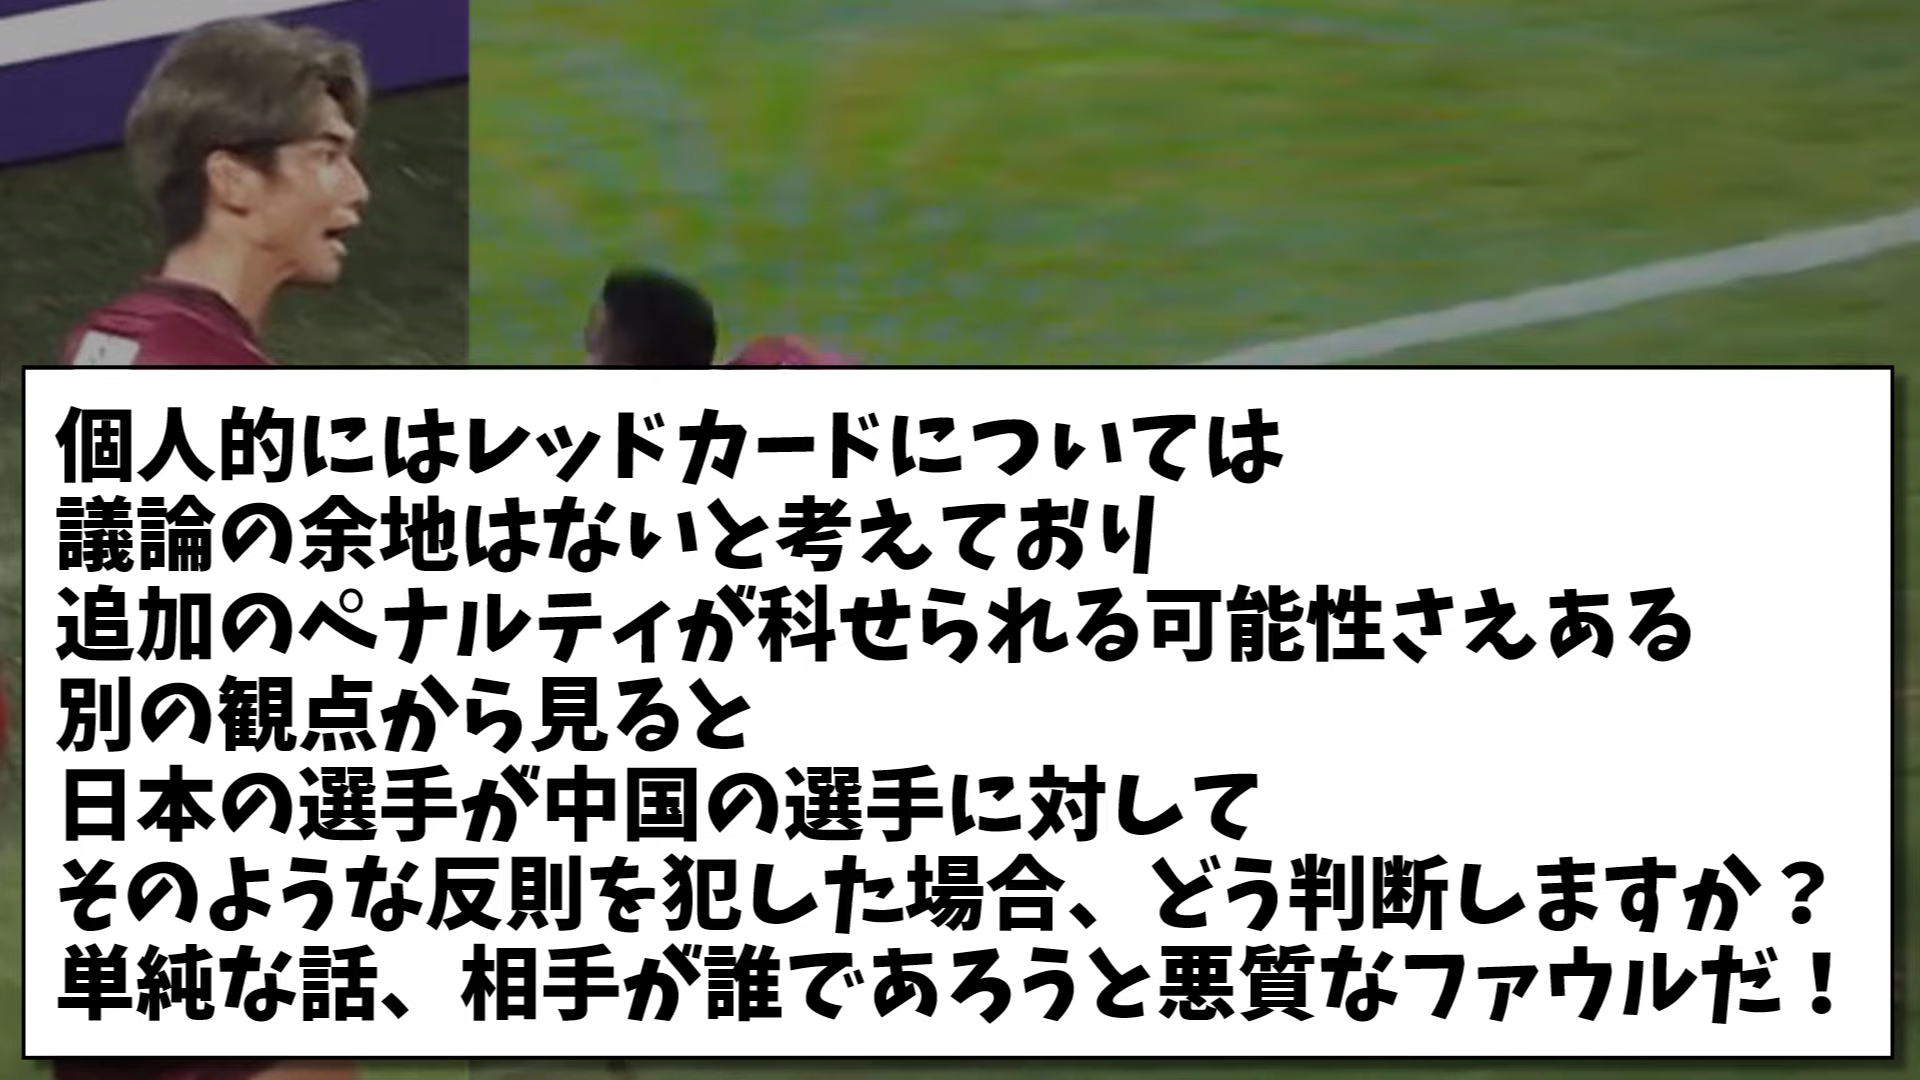 個人的にはレッドカードについては
議論の余地はないと考えており
追加のペナルティが科せられる可能性さえある
別の観点から見ると
日本の選手が中国の選手に対して
そのような反則を犯した場合、どう判断しますか？
単純な話、相手が誰であろうと悪質なファウルだ！